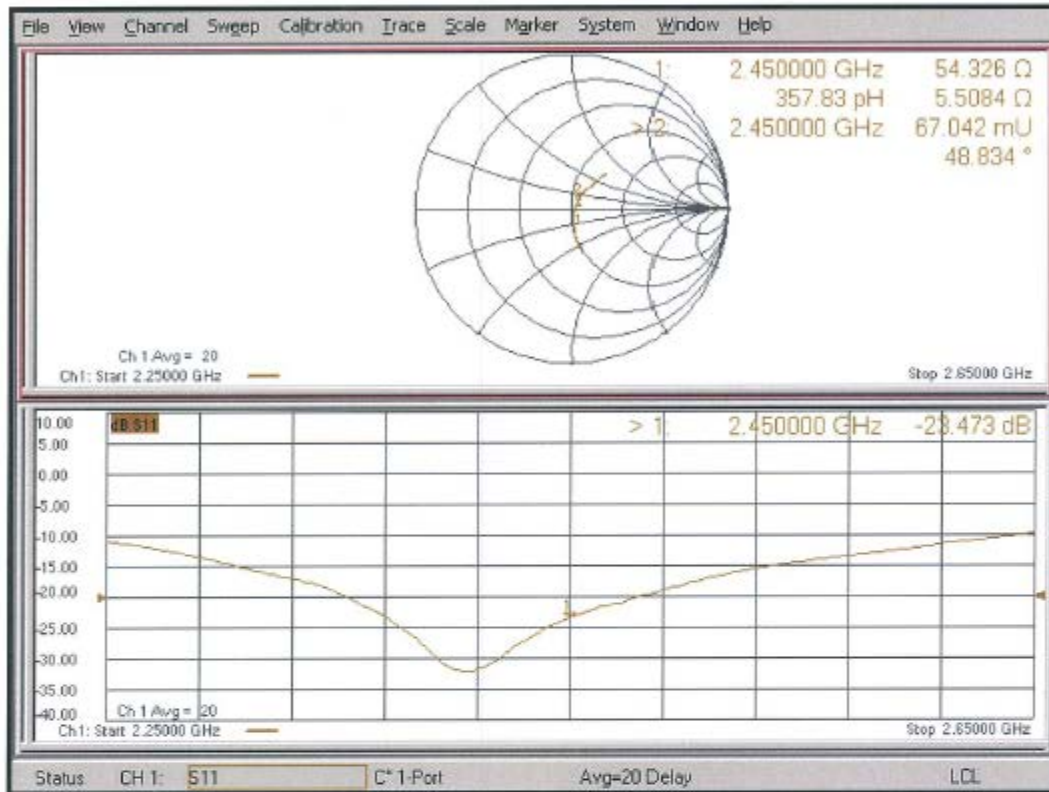 File View Channel Sweep Calibration Trace Scale Marker System Window Help
1: 2.450000 GHz 54.326 Ω
357.83 pH 5.5084 Ω
> 2: 2.450000 GHz 67.042 mU
48.834 °
Ch 1 Avg = 20
Ch1: Start 2.25000 GHz Stop 2.65000 GHz
10.00 dB S11 > 1: 2.450000 GHz -23.473 dB
5.00
0.00
-5.00
-10.00
-15.00
-20.00
-25.00
-30.00
-35.00
-40.00
1
Ch 1 Avg = 20
Ch1: Start 2.25000 GHz Stop 2.65000 GHz
Status CH 1: S11 C* 1-Port Avg=20 Delay LCL